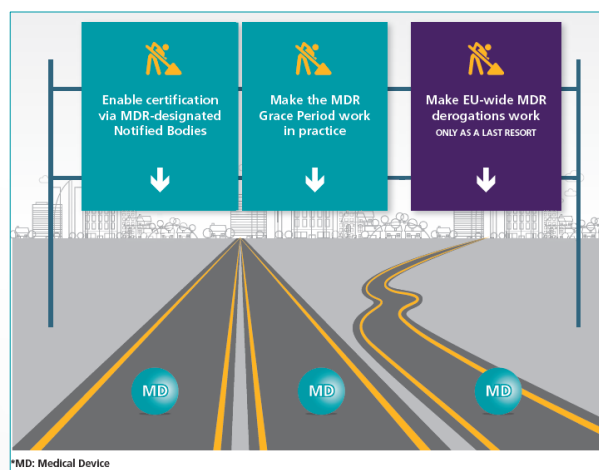 Enable certification
via MDR-designated
Notified Bodies
Make the MDR
Grace Period work
in practice
Make EU-wide MDR
derogations work
ONLY AS A LAST RESORT
MD
MD
MD
*MD: Medical Device